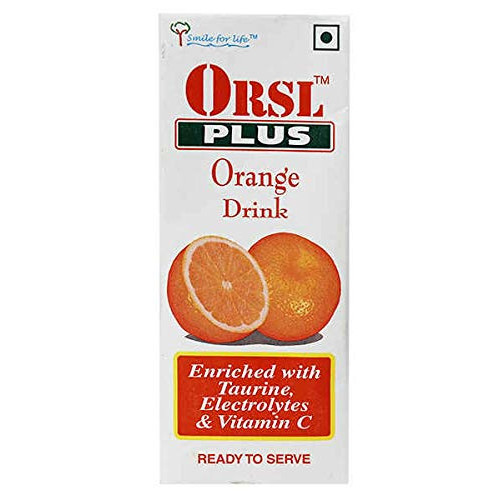 Smile for life™
ORSL™
PLUS
Orange
Drink
Enriched with
Taurine,
Electrolytes
& Vitamin C
READY TO SERVE